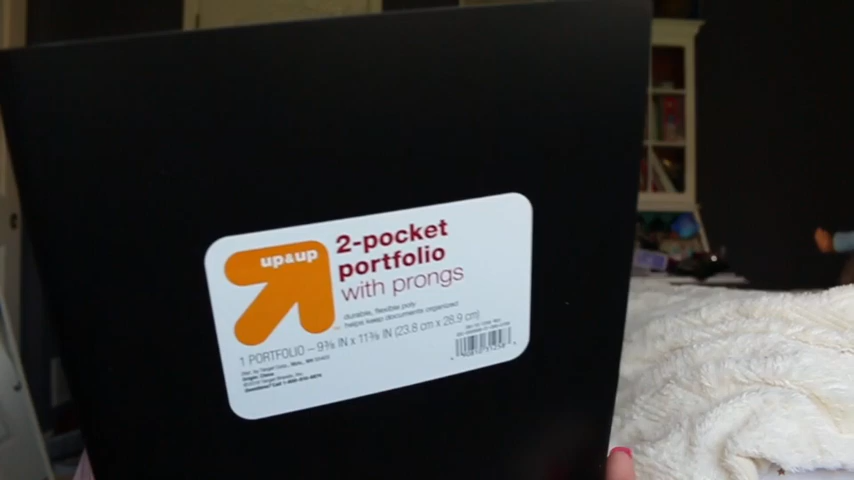 up&up
2-pocket
portfolio
with prongs
durable, flexible poly
helps keep documents organized
1 PORTFOLIO – 9⅜ IN x 11⅜ IN (23.8 cm x 28.9 cm)